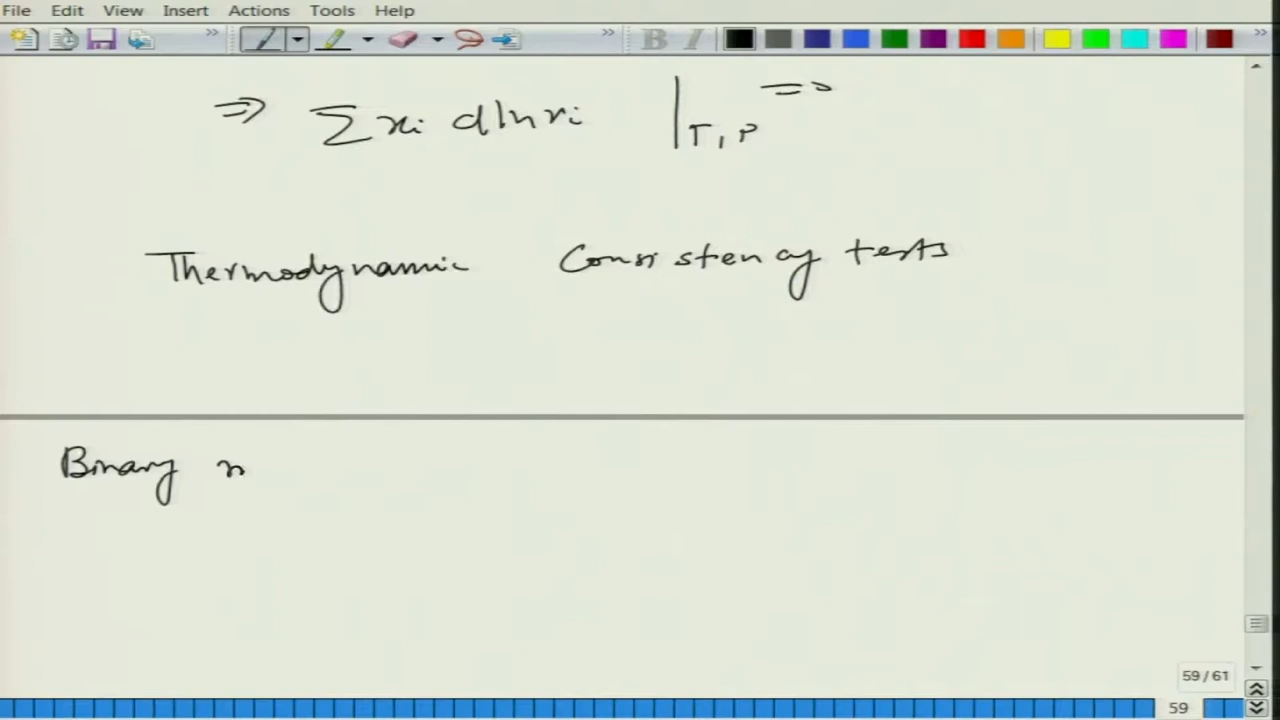 File Edit View Insert Actions Tools Help
B I
⇒ ∑ xi d ln γi |T,P =0
Thermodynamic Consistency tests
Binary
59 / 61
59